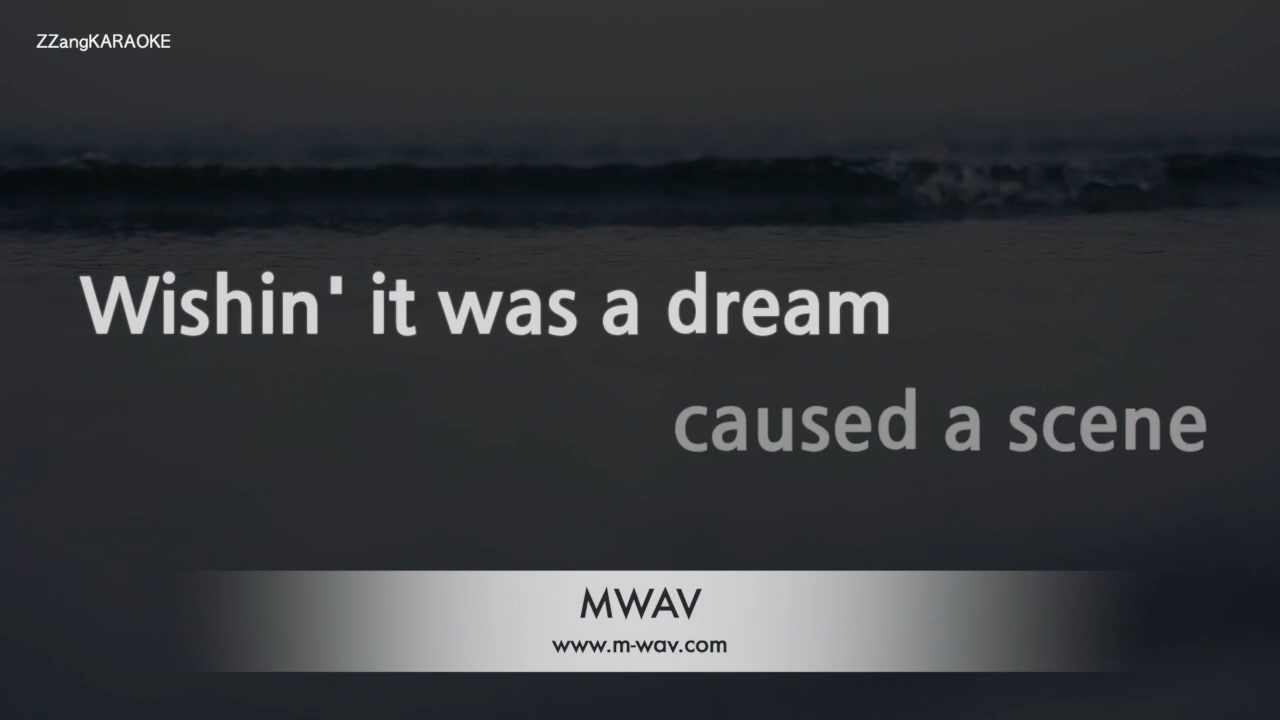 ZZangKARAOKE
Wishin' it was a dream
caused a scene
MWAV
www.m-wav.com